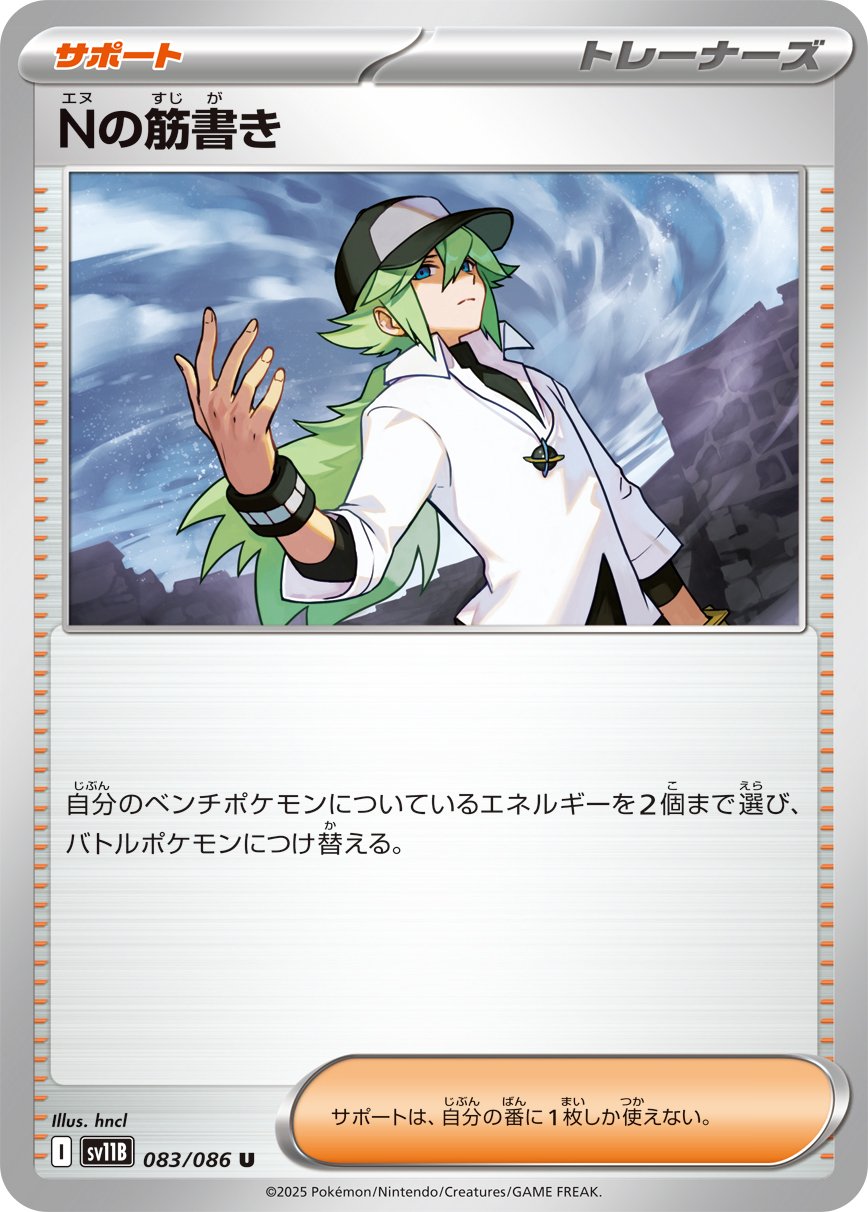 サポート
トレーナーズ
エヌ すじ が
Nの筋書き
じぶん こ えら
自分のベンチポケモンについているエネルギーを2個まで選び、
か
バトルポケモンにつけ替える。
じぶん ばん まい つか
サポートは、自分の番に1枚しか使えない。
Illus. hncl
I sv11B 083/086 U
©2025 Pokémon/Nintendo/Creatures/GAME FREAK.